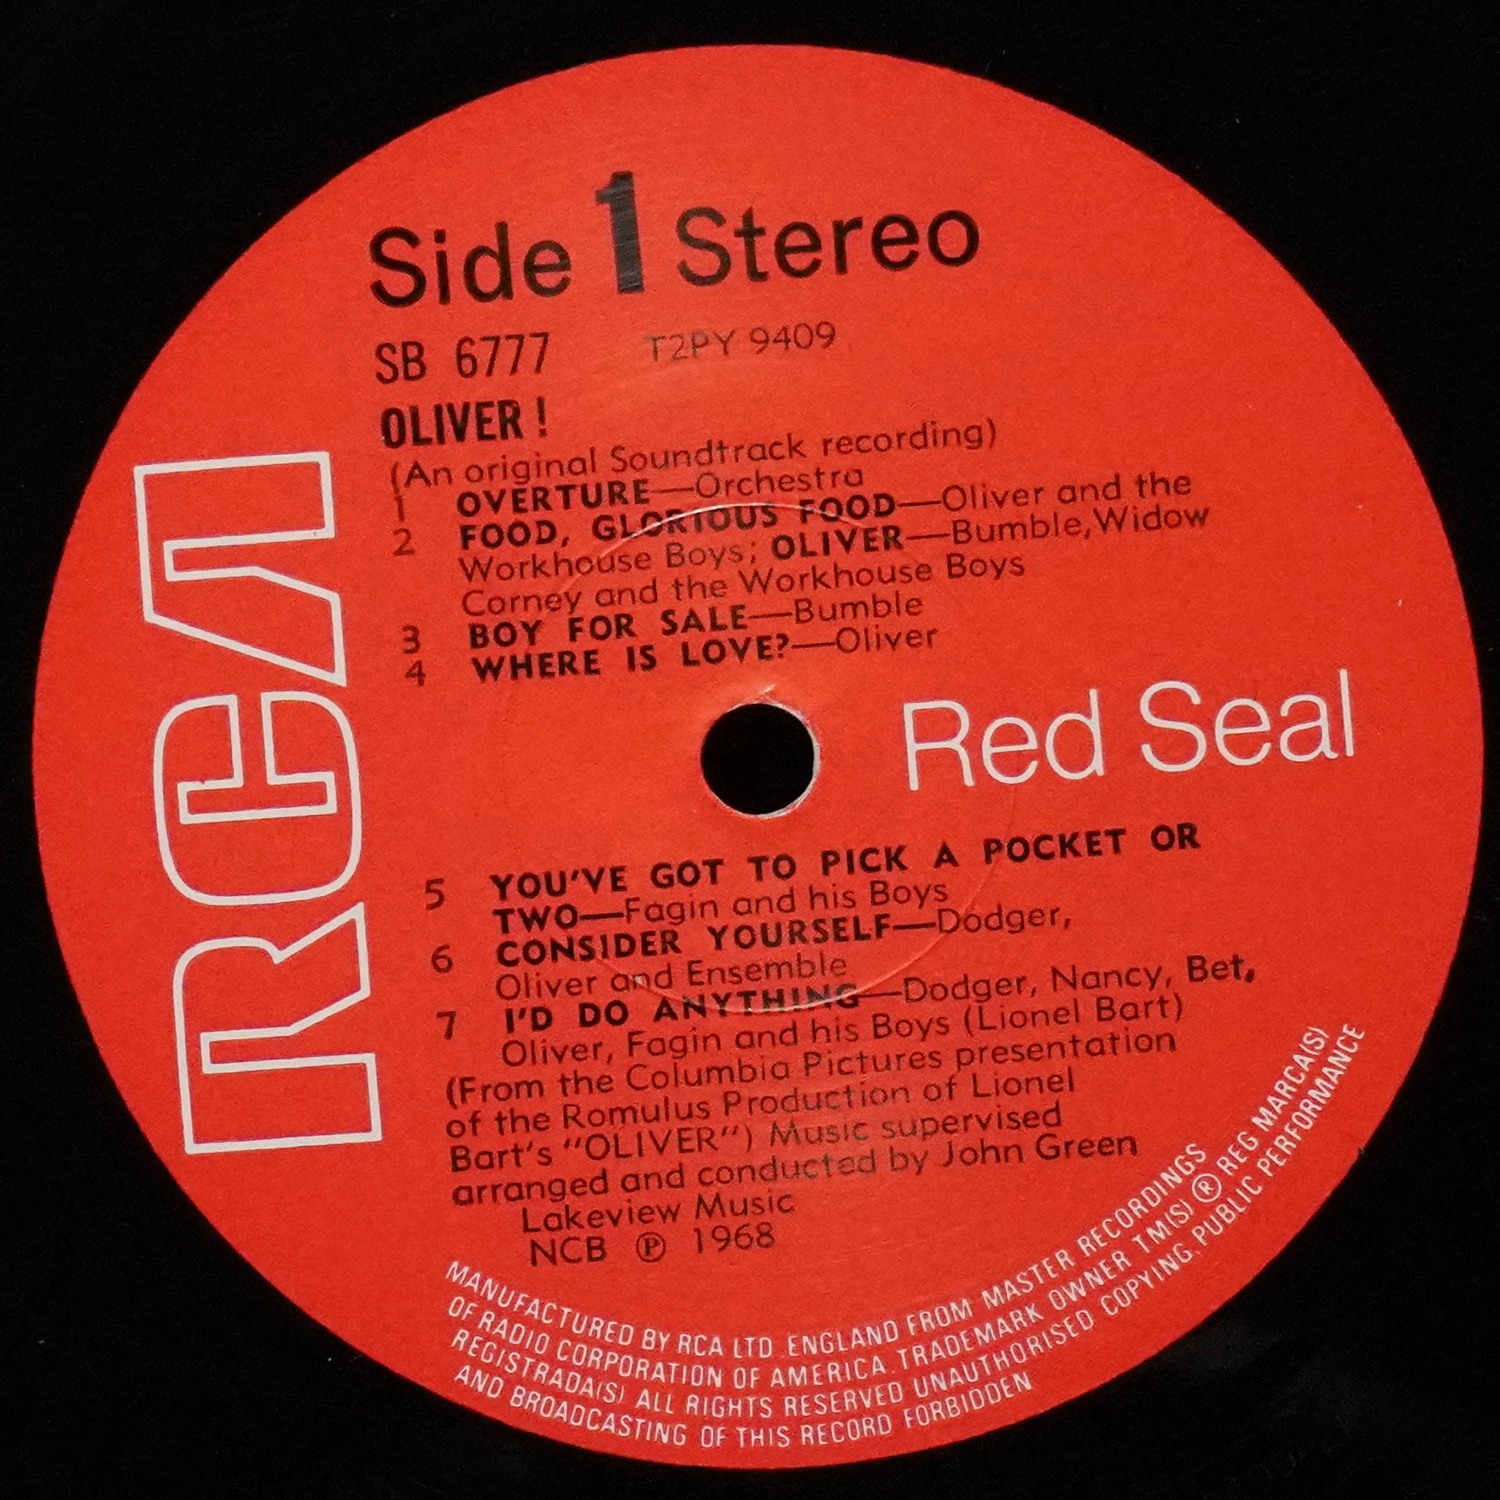 Side 1 Stereo
SB 6777 T2PY 9409
OLIVER!
(An original Soundtrack recording)
1 OVERTURE—Orchestra
2 FOOD, GLORIOUS FOOD—Oliver and the
Workhouse Boys; OLIVER—Bumble, Widow
Corney and the Workhouse Boys
3 BOY FOR SALE—Bumble
4 WHERE IS LOVE?—Oliver
RCA
Red Seal
5 YOU'VE GOT TO PICK A POCKET OR
TWO—Fagin and his Boys
6 CONSIDER YOURSELF—Dodger,
Oliver and Ensemble
7 I'D DO ANYTHING—Dodger, Nancy, Bet,
Oliver, Fagin and his Boys (Lionel Bart)
(From the Columbia Pictures presentation
of the Romulus Production of Lionel
Bart's "OLIVER") Music supervised
arranged and conducted by John Green
Lakeview Music
NCB ℗ 1968
MANUFACTURED BY RCA LTD. ENGLAND FROM MASTER RECORDINGS
OF RADIO CORPORATION OF AMERICA TRADEMARK OWNER TM(S) ® REG MARCA(S)
REGISTRADA(S) ALL RIGHTS RESERVED UNAUTHORISED COPYING, PUBLIC PERFORMANCE
AND BROADCASTING OF THIS RECORD FORBIDDEN